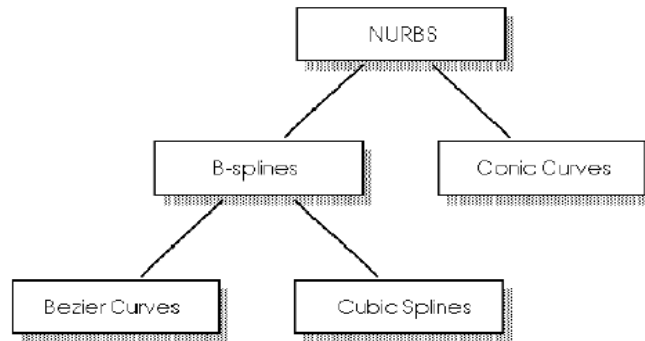 NURBS
B-splines
Conic Curves
Bezier Curves
Cubic Splines